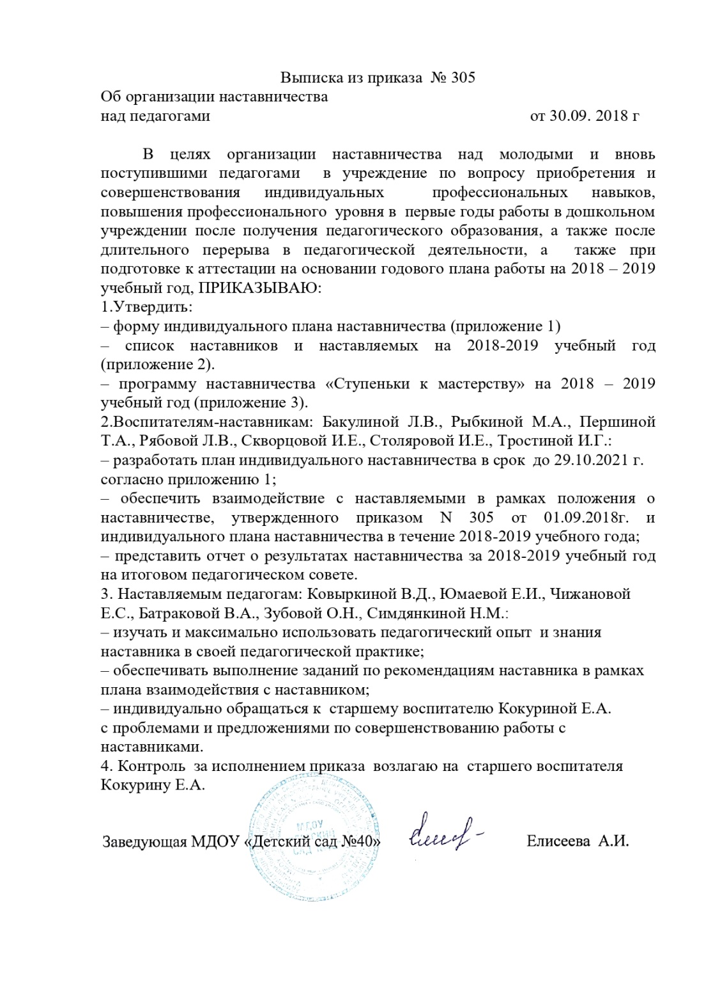 Выписка из приказа № 305
Об организации наставничества
над педагогами от 30.09. 2018 г
В целях организации наставничества над молодыми и вновь
поступившими педагогами в учреждение по вопросу приобретения и
совершенствования индивидуальных профессиональных навыков,
повышения профессионального уровня в первые годы работы в дошкольном
учреждении после получения педагогического образования, а также после
длительного перерыва в педагогической деятельности, а также при
подготовке к аттестации на основании годового плана работы на 2018 – 2019
учебный год, ПРИКАЗЫВАЮ:
1.Утвердить:
– форму индивидуального плана наставничества (приложение 1)
– список наставников и наставляемых на 2018-2019 учебный год
(приложение 2).
– программу наставничества «Ступеньки к мастерству» на 2018 – 2019
учебный год (приложение 3).
2.Воспитателям-наставникам: Бакулиной Л.В., Рыбкиной М.А., Першиной
Т.А., Рябовой Л.В., Скворцовой И.Е., Столяровой И.Е., Тростиной И.Г.:
– разработать план индивидуального наставничества в срок до 29.10.2021 г.
согласно приложению 1;
– обеспечить взаимодействие с наставляемыми в рамках положения о
наставничестве, утвержденного приказом N 305 от 01.09.2018г. и
индивидуального плана наставничества в течение 2018-2019 учебного года;
– представить отчет о результатах наставничества за 2018-2019 учебный год
на итоговом педагогическом совете.
3. Наставляемым педагогам: Ковыркиной В.Д., Юмаевой Е.И., Чижановой
Е.С., Батраковой В.А., Зубовой О.Н., Симдянкиной Н.М.:
– изучать и максимально использовать педагогический опыт и знания
наставника в своей педагогической практике;
– обеспечивать выполнение заданий по рекомендациям наставника в рамках
плана взаимодействия с наставником;
– индивидуально обращаться к старшему воспитателю Кокуриной Е.А.
с проблемами и предложениями по совершенствованию работы с
наставниками.
4. Контроль за исполнением приказа возлагаю на старшего воспитателя
Кокурину Е.А.
МДОУ
Заведующая МДОУ «Детский сад №40» Елисеева А.И.